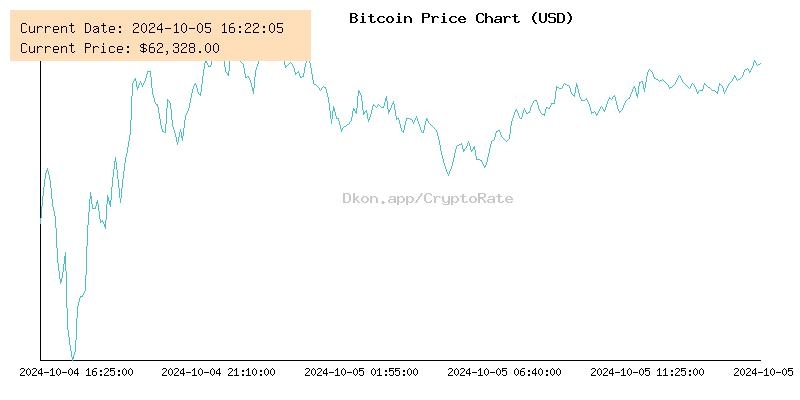 Bitcoin Price Chart (USD)
Current Date: 2024-10-05 16:22:05
Current Price: $62,328.00
Dkon.app/CryptoRate
2024-10-04 16:25:00 2024-10-04 21:10:00 2024-10-05 01:55:00 2024-10-05 06:40:00 2024-10-05 11:25:00 2024-10-05